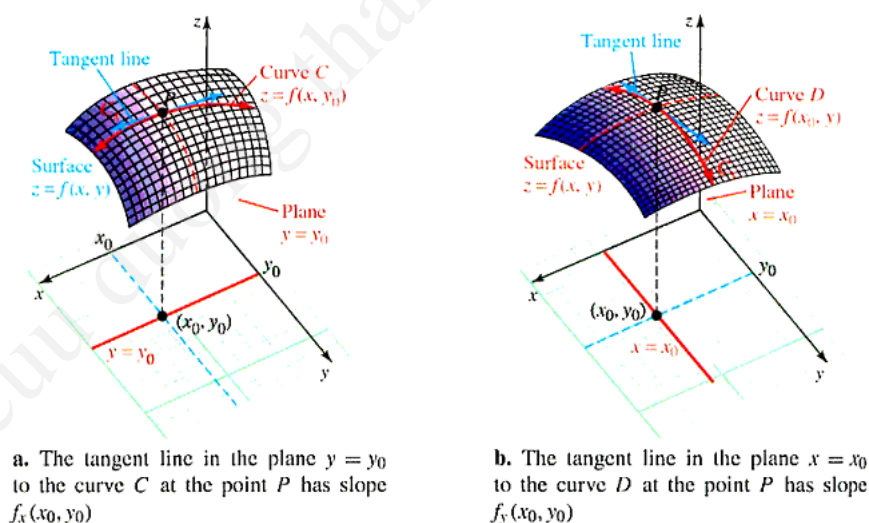 z
Tangent line
P
Curve C
z = f(x, y₀)
Surface
z = f(x, y)
Plane
y = y₀
x₀
x
y₀
(x₀, y₀)
y = y₀
y
a. The tangent line in the plane y = y₀
to the curve C at the point P has slope
fₓ(x₀, y₀)
z
Tangent line
P
Curve D
z = f(x₀, y)
Surface
z = f(x, y)
Plane
x = x₀
x
y₀
(x₀, y₀)
x = x₀
y
b. The tangent line in the plane x = x₀
to the curve D at the point P has slope
f_y(x₀, y₀)